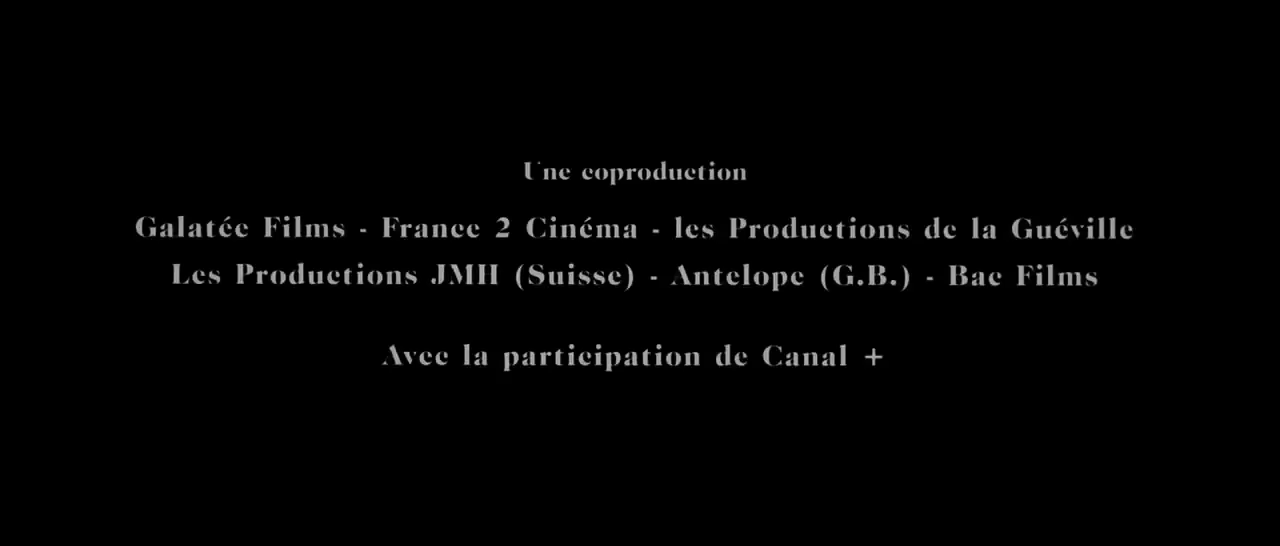 Une coproduction
Galatée Films - France 2 Cinéma - les Productions de la Guéville
Les Productions JMH (Suisse) - Antelope (G.B.) - Bac Films
Avec la participation de Canal +